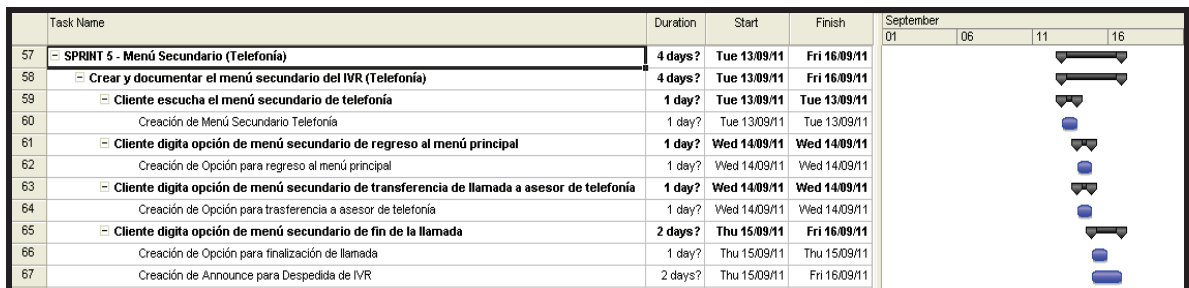 Task Name Duration Start Finish September
01 06 11 16
57 SPRINT 5 - Menú Secundario (Telefonía) 4 days? Tue 13/09/11 Fri 16/09/11
58 Crear y documentar el menú secundario del IVR (Telefonía) 4 days? Tue 13/09/11 Fri 16/09/11
59 Cliente escucha el menú secundario de telefonía 1 day? Tue 13/09/11 Tue 13/09/11
60 Creación de Menú Secundario Telefonía 1 day? Tue 13/09/11 Tue 13/09/11
61 Cliente digita opción de menú secundario de regreso al menú principal 1 day? Wed 14/09/11 Wed 14/09/11
62 Creación de Opción para regreso al menú principal 1 day? Wed 14/09/11 Wed 14/09/11
63 Cliente digita opción de menú secundario de transferencia de llamada a asesor de telefonía 1 day? Wed 14/09/11 Wed 14/09/11
64 Creación de Opción para trasferencia a asesor de telefonía 1 day? Wed 14/09/11 Wed 14/09/11
65 Cliente digita opción de menú secundario de fin de la llamada 2 days? Thu 15/09/11 Fri 16/09/11
66 Creación de Opción para finalización de llamada 1 day? Thu 15/09/11 Thu 15/09/11
67 Creación de Announce para Despedida de IVR 2 days? Thu 15/09/11 Fri 16/09/11